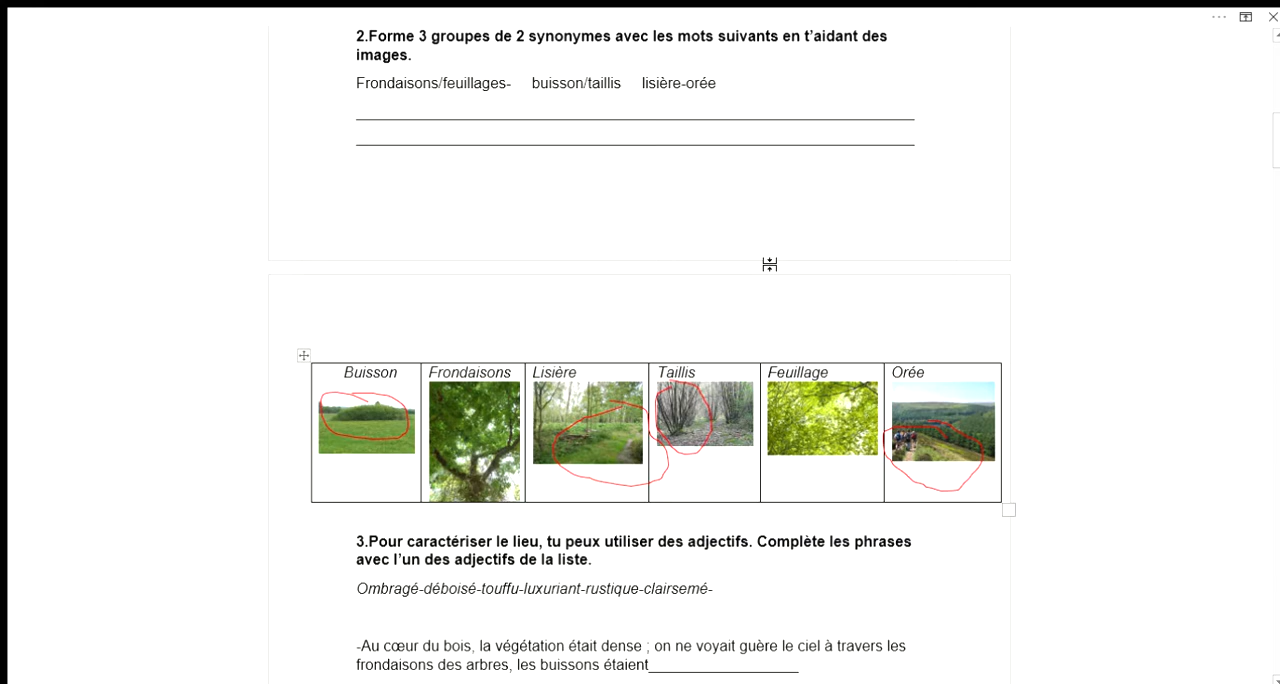 2.Forme 3 groupes de 2 synonymes avec les mots suivants en t’aidant des
images.
Frondaisons/feuillages- buisson/taillis lisière-orée
Buisson Frondaisons Lisière Taillis Feuillage Orée
3.Pour caractériser le lieu, tu peux utiliser des adjectifs. Complète les phrases
avec l’un des adjectifs de la liste.
Ombragé-déboisé-touffu-luxuriant-rustique-clairsemé-
-Au cœur du bois, la végétation était dense ; on ne voyait guère le ciel à travers les
frondaisons des arbres, les buissons étaient__________________